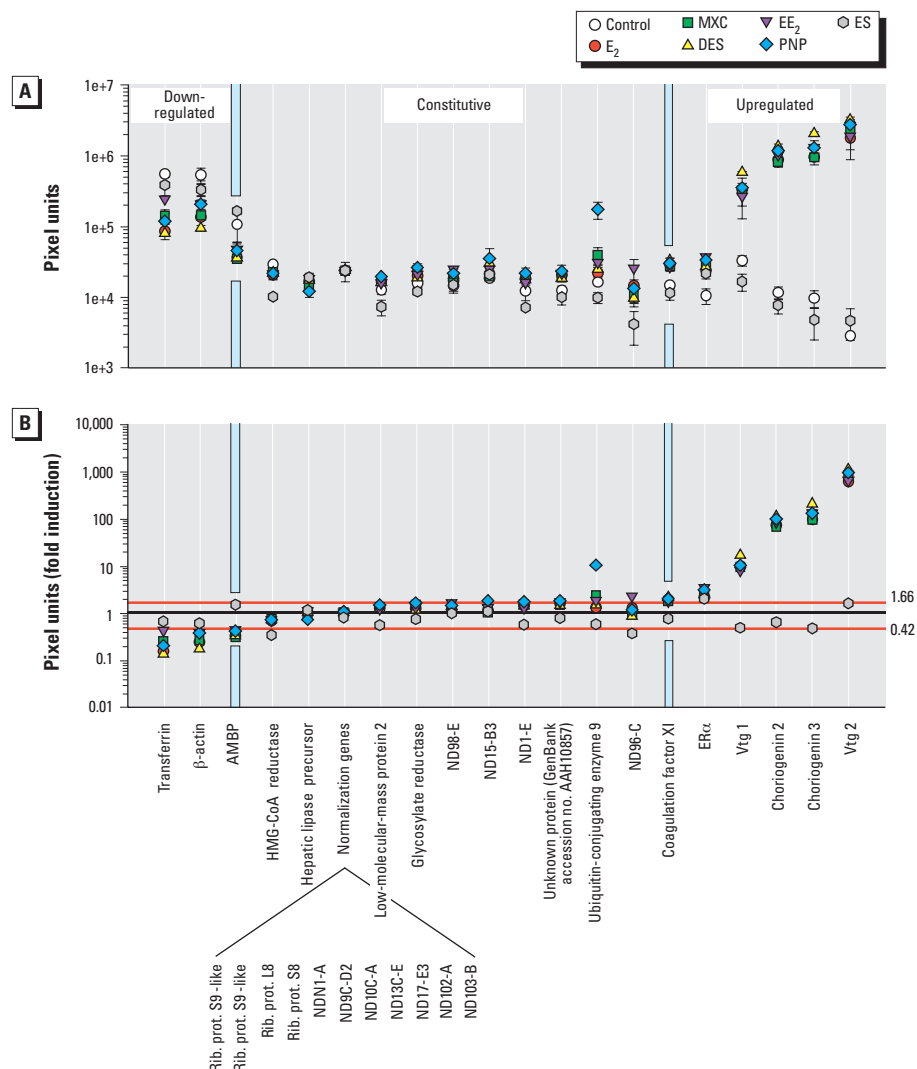 Control
MXC
EE2
ES
E2
DES
PNP
A
Down-
regulated
Constitutive
Upregulated
1e+7
1e+6
1e+5
1e+4
1e+3
Pixel units
B
10,000
1,000
100
10
1
0.1
0.01
Pixel units (fold induction)
1.66
0.42
Transferrin
β-actin
AMBP
HMG-CoA reductase
Hepatic lipase precursor
Normalization genes
Low-molecular-mass protein 2
Glycosylate reductase
ND98-E
ND15-B3
ND1-E
Unknown protein (GenBank
accession no. AAH10857)
Ubiquitin-conjugating enzyme 9
ND96-C
Coagulation factor XI
ERα
Vtg 1
Choriogenin 2
Choriogenin 3
Vtg 2
Rib. prot. S9 -like
Rib. prot. S9 -like
Rib. prot. L8
Rib. prot. S8
NDN1-A
ND9C-D2
ND10C-A
ND13C-E
ND17-E3
ND102-A
ND103-B